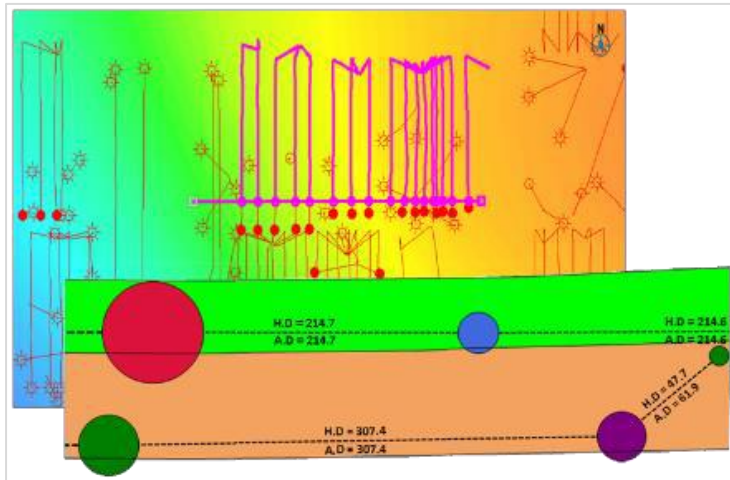 N
H.D = 214.7
A.D = 214.7
H.D = 214.6
A.D = 214.6
H.D = 47.7
A.D = 61.9
H.D = 307.4
A.D = 307.4